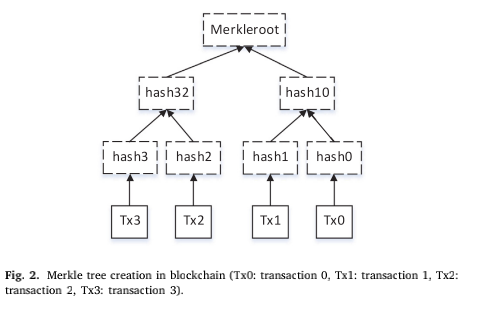 Merkleroot
hash32 hash10
hash3 hash2 hash1 hash0
Tx3 Tx2 Tx1 Tx0
Fig. 2. Merkle tree creation in blockchain (Tx0: transaction 0, Tx1: transaction 1, Tx2:
transaction 2, Tx3: transaction 3).